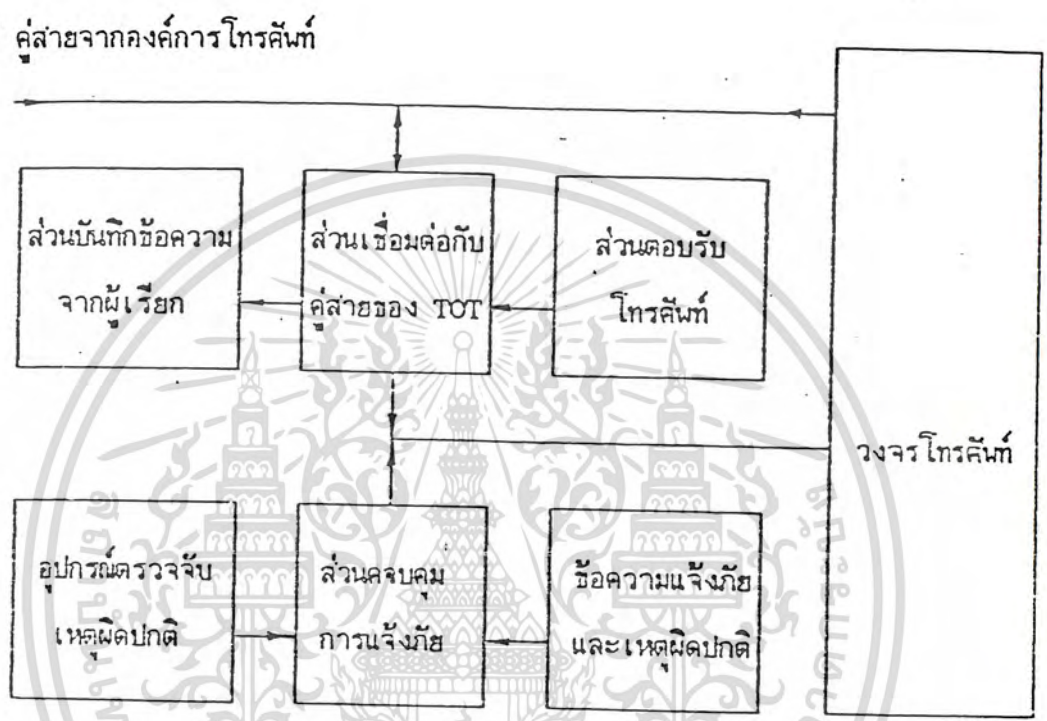 คู่สายจากองค์การโทรศัพท์
ส่วนบันทึกข้อความ
จากผู้เรียก
ส่วนเชื่อมต่อกับ
คู่สายของ TOT
ส่วนตอบรับ
โทรศัพท์
วงจรโทรศัพท์
อุปกรณ์ตรวจจับ
เหตุผิดปกติ
ส่วนควบคุม
การแจ้งภัย
ข้อความแจ้งภัย
และเหตุผิดปกติ